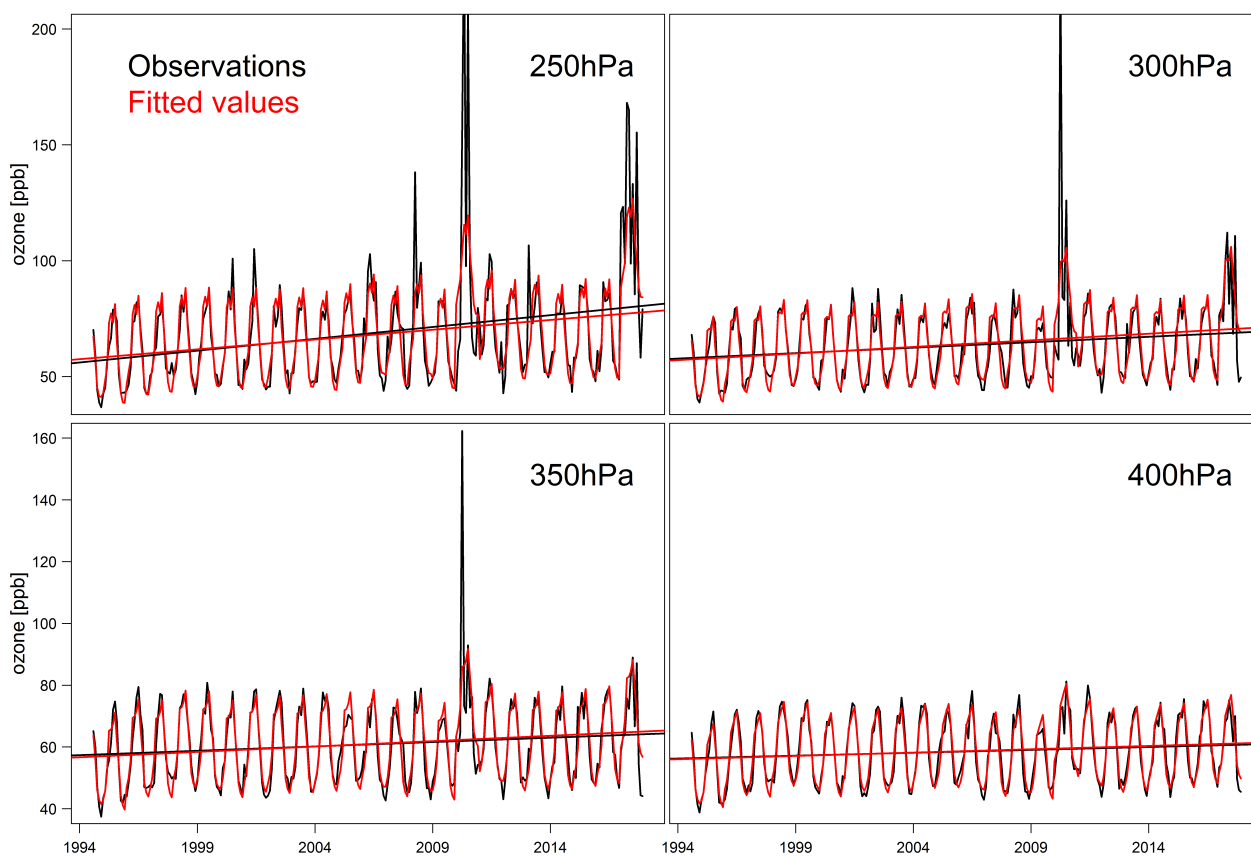 200
150
100
50
ozone [ppb]
Observations
Fitted values
250hPa
300hPa
160
140
120
100
80
60
40
ozone [ppb]
350hPa
400hPa
1994
1999
2004
2009
2014
1994
1999
2004
2009
2014